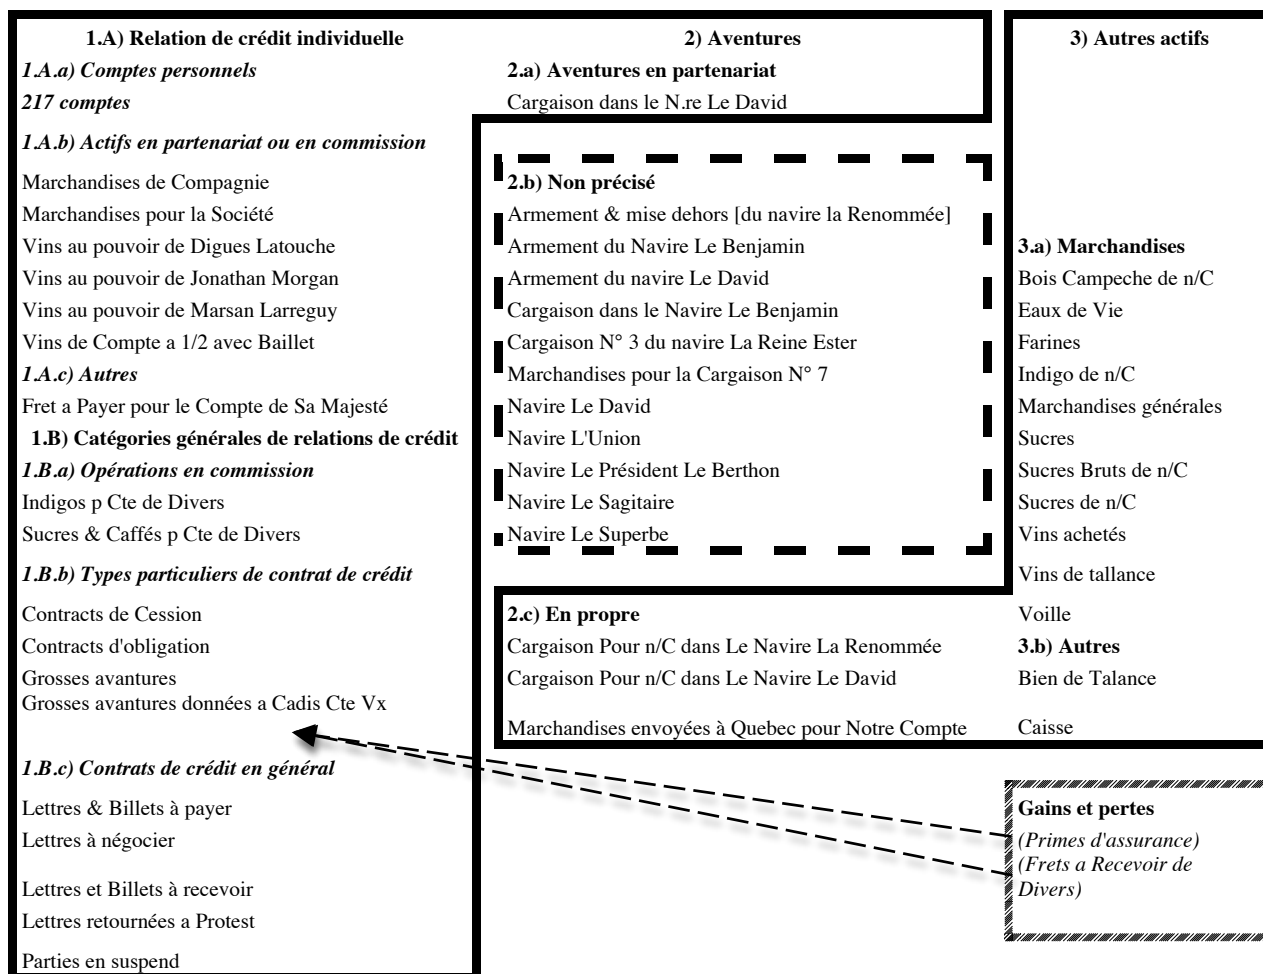 1.A) Relation de crédit individuelle
1.A.a) Comptes personnels
217 comptes
1.A.b) Actifs en partenariat ou en commission
Marchandises de Compagnie
Marchandises pour la Société
Vins au pouvoir de Digues Latouche
Vins au pouvoir de Jonathan Morgan
Vins au pouvoir de Marsan Larreguy
Vins de Compte a 1/2 avec Baillet
1.A.c) Autres
Fret a Payer pour le Compte de Sa Majesté
1.B) Catégories générales de relations de crédit
1.B.a) Opérations en commission
Indigos p Cte de Divers
Sucres & Caffés p Cte de Divers
1.B.b) Types particuliers de contrat de crédit
Contracts de Cession
Contracts d'obligation
Grosses avantures
Grosses avantures données a Cadis Cte Vx
1.B.c) Contrats de crédit en général
Lettres & Billets à payer
Lettres à négocier
Lettres et Billets à recevoir
Lettres retournées a Protest
Parties en suspend
2) Aventures
2.a) Aventures en partenariat
Cargaison dans le N.re Le David
2.b) Non précisé
Armement & mise dehors [du navire la Renommée]
Armement du Navire Le Benjamin
Armement du navire Le David
Cargaison dans le Navire Le Benjamin
Cargaison N° 3 du navire La Reine Ester
Marchandises pour la Cargaison N° 7
Navire Le David
Navire L'Union
Navire Le Président Le Berthon
Navire Le Sagitaire
Navire Le Superbe
2.c) En propre
Cargaison Pour n/C dans Le Navire La Renommée
Cargaison Pour n/C dans Le Navire Le David
Marchandises envoyées à Quebec pour Notre Compte
3) Autres actifs
3.a) Marchandises
Bois Campeche de n/C
Eaux de Vie
Farines
Indigo de n/C
Marchandises générales
Sucres
Sucres Bruts de n/C
Sucres de n/C
Vins achetés
Vins de tallance
Voille
3.b) Autres
Bien de Talance
Caisse
Gains et pertes
(Primes d'assurance)
(Frets a Recevoir de
Divers)